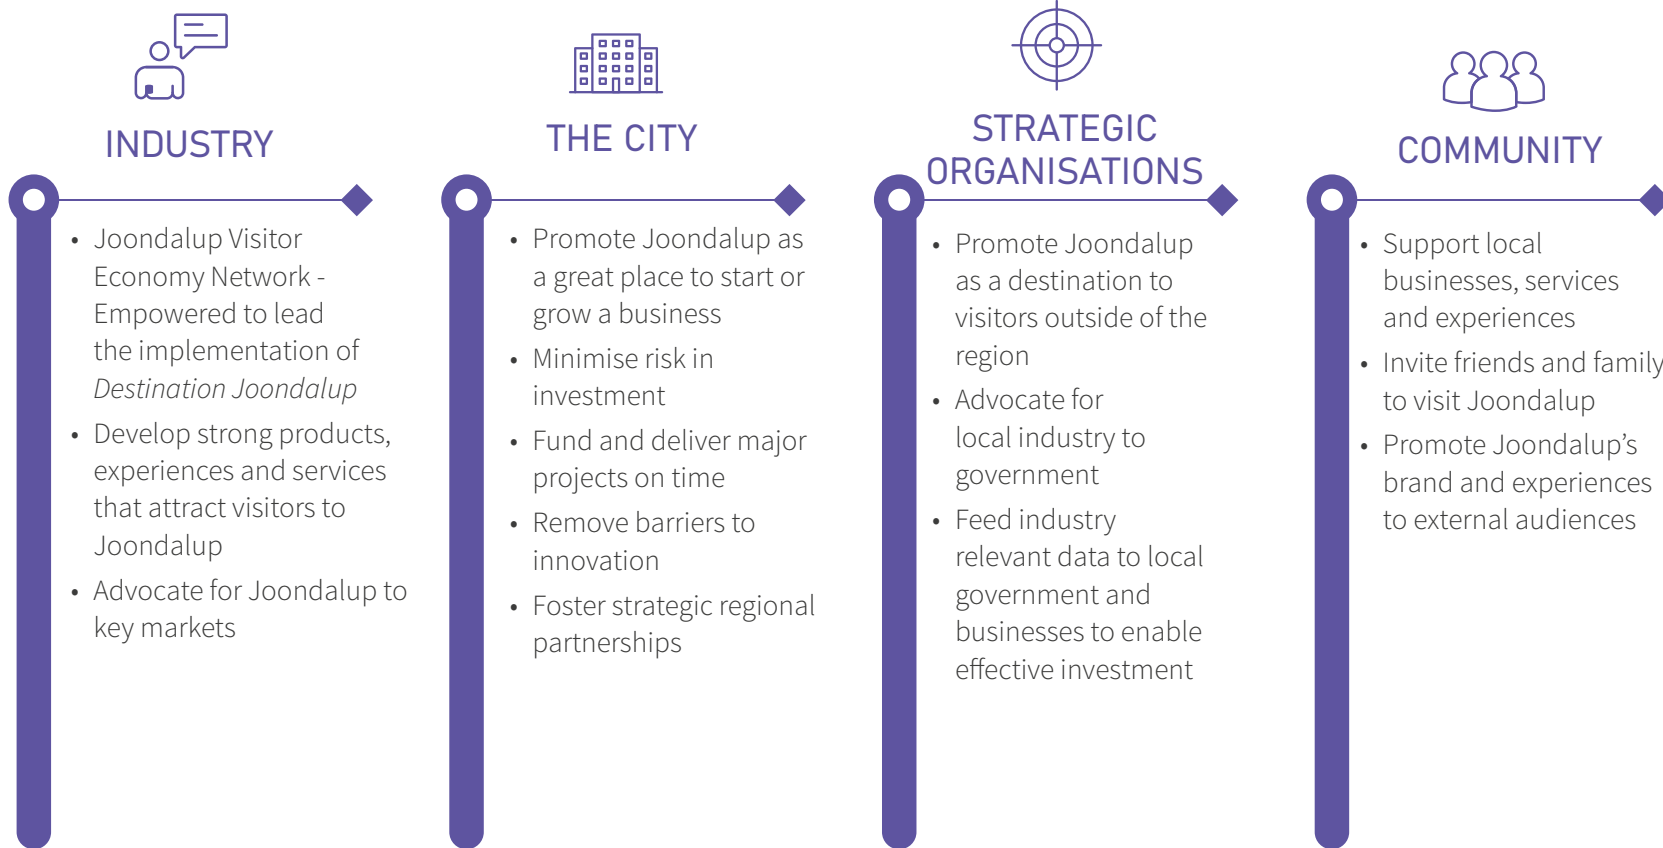 INDUSTRY
• Joondalup Visitor
Economy Network -
Empowered to lead
the implementation of
Destination Joondalup
• Develop strong products,
experiences and services
that attract visitors to
Joondalup
• Advocate for Joondalup to
key markets
THE CITY
• Promote Joondalup as
a great place to start or
grow a business
• Minimise risk in
investment
• Fund and deliver major
projects on time
• Remove barriers to
innovation
• Foster strategic regional
partnerships
STRATEGIC
ORGANISATIONS
• Promote Joondalup
as a destination to
visitors outside of the
region
• Advocate for
local industry to
government
• Feed industry
relevant data to local
government and
businesses to enable
effective investment
COMMUNITY
• Support local
businesses, services
and experiences
• Invite friends and family
to visit Joondalup
• Promote Joondalup’s
brand and experiences
to external audiences